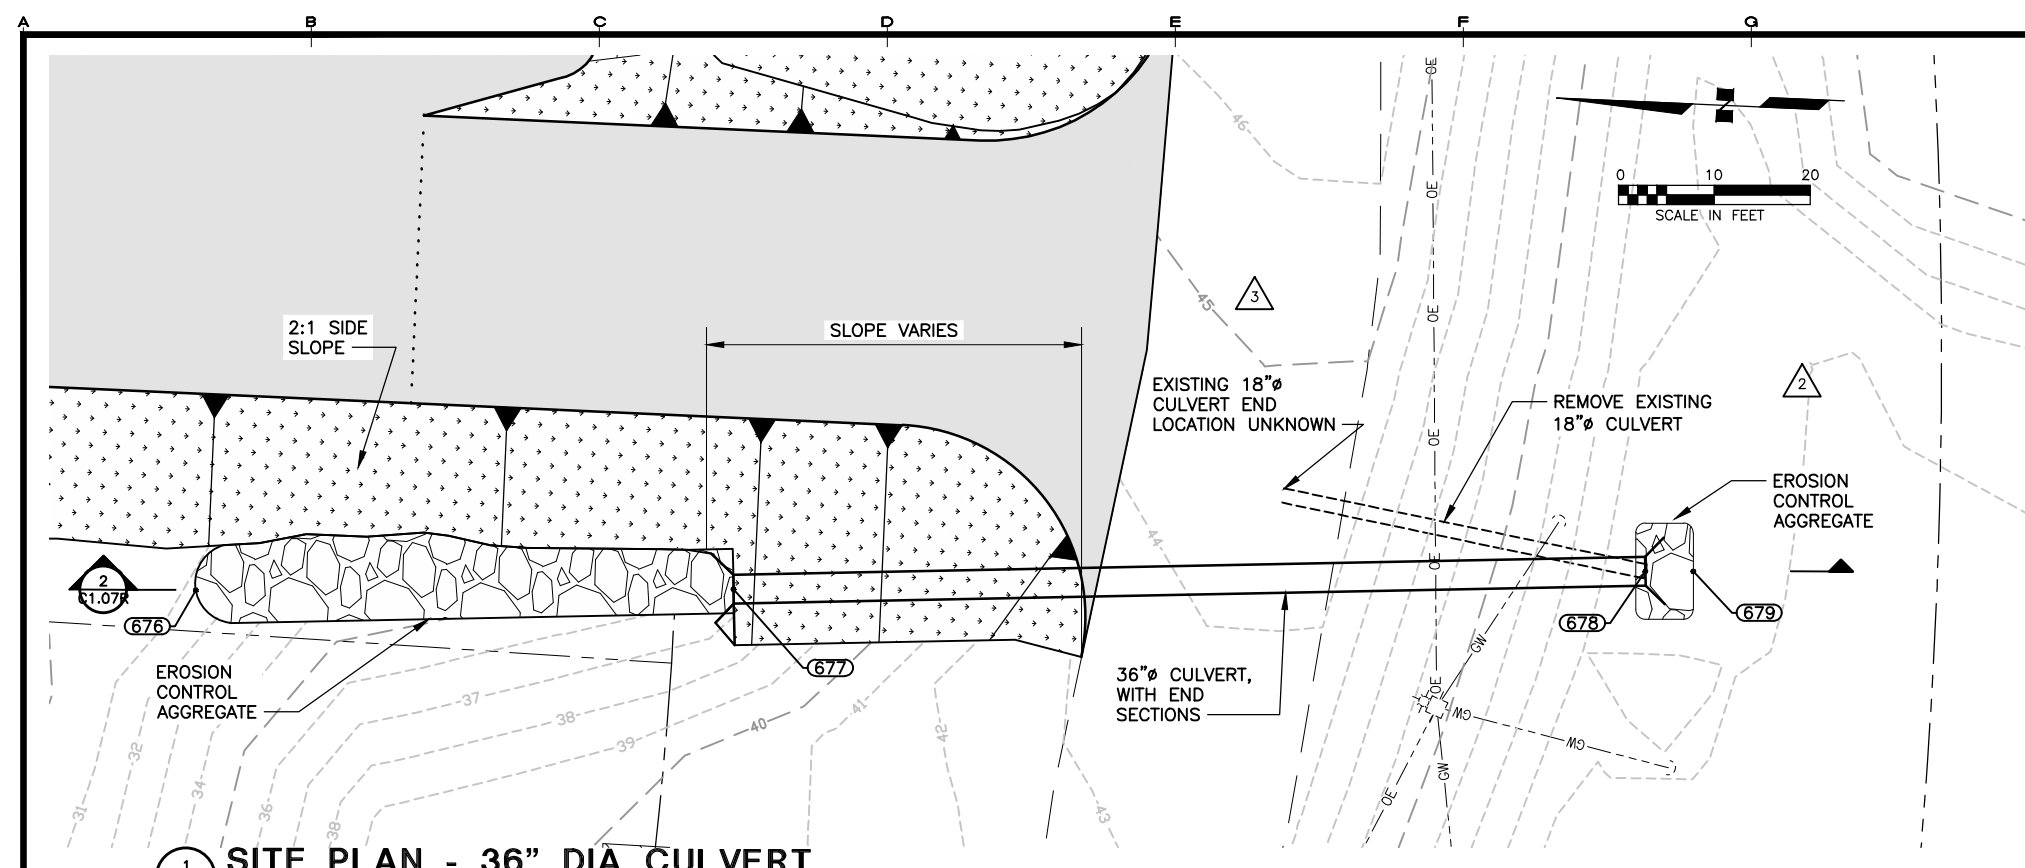 A B C D E F G
OE
46
0 10 20
SCALE IN FEET
OE
3
45
OE
2:1 SIDE
SLOPE
SLOPE VARIES
2
EXISTING 18"ø
CULVERT END
LOCATION UNKNOWN
REMOVE EXISTING
18"ø CULVERT
OE
EROSION
CONTROL
AGGREGATE
44
OE
2
C1.07R
676
677
678
679
EROSION
CONTROL
AGGREGATE
36"ø CULVERT,
WITH END
SECTIONS
GW
OE
GW
GW
GW
OE
37
38
39
40
41
42
43
31
32
34
36
38
1
SITE PLAN - 36" DIA CULVERT